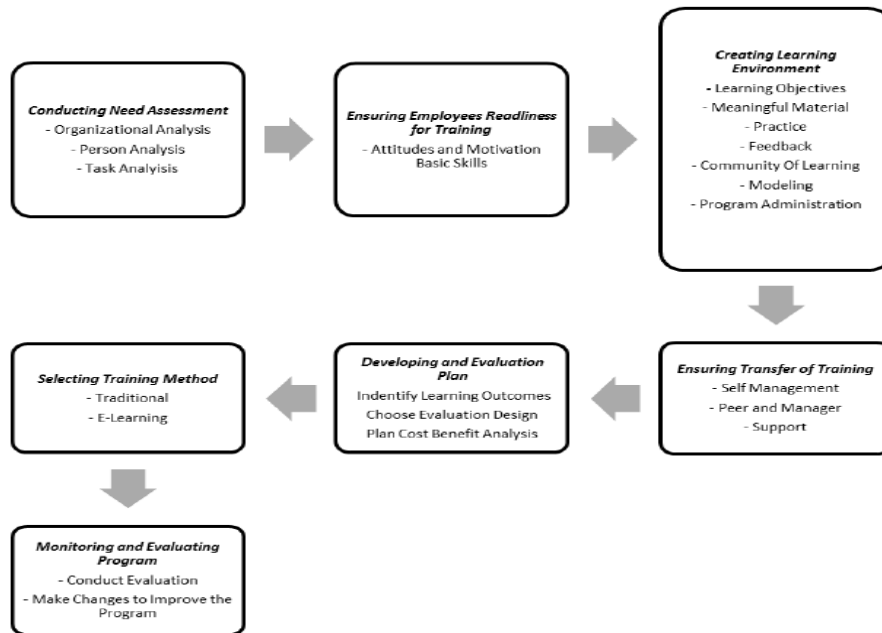 Conducting Need Assessment
- Organizational Analysis
- Person Analysis
- Task Analyisis
Ensuring Employees Readliness
for Training
- Attitudes and Motivation
Basic Skills
Creating Learning
Environment
- Learning Objectives
- Meaningful Material
- Practice
- Feedback
- Community Of Learning
- Modeling
- Program Administration
Ensuring Transfer of Training
- Self Management
- Peer and Manager
- Support
Developing and Evaluation
Plan
Indentify Learning Outcomes
Choose Evaluation Design
Plan Cost Benefit Analysis
Selecting Training Method
- Traditional
- E-Learning
Monitoring and Evaluating
Program
- Conduct Evaluation
- Make Changes to Improve the
Program